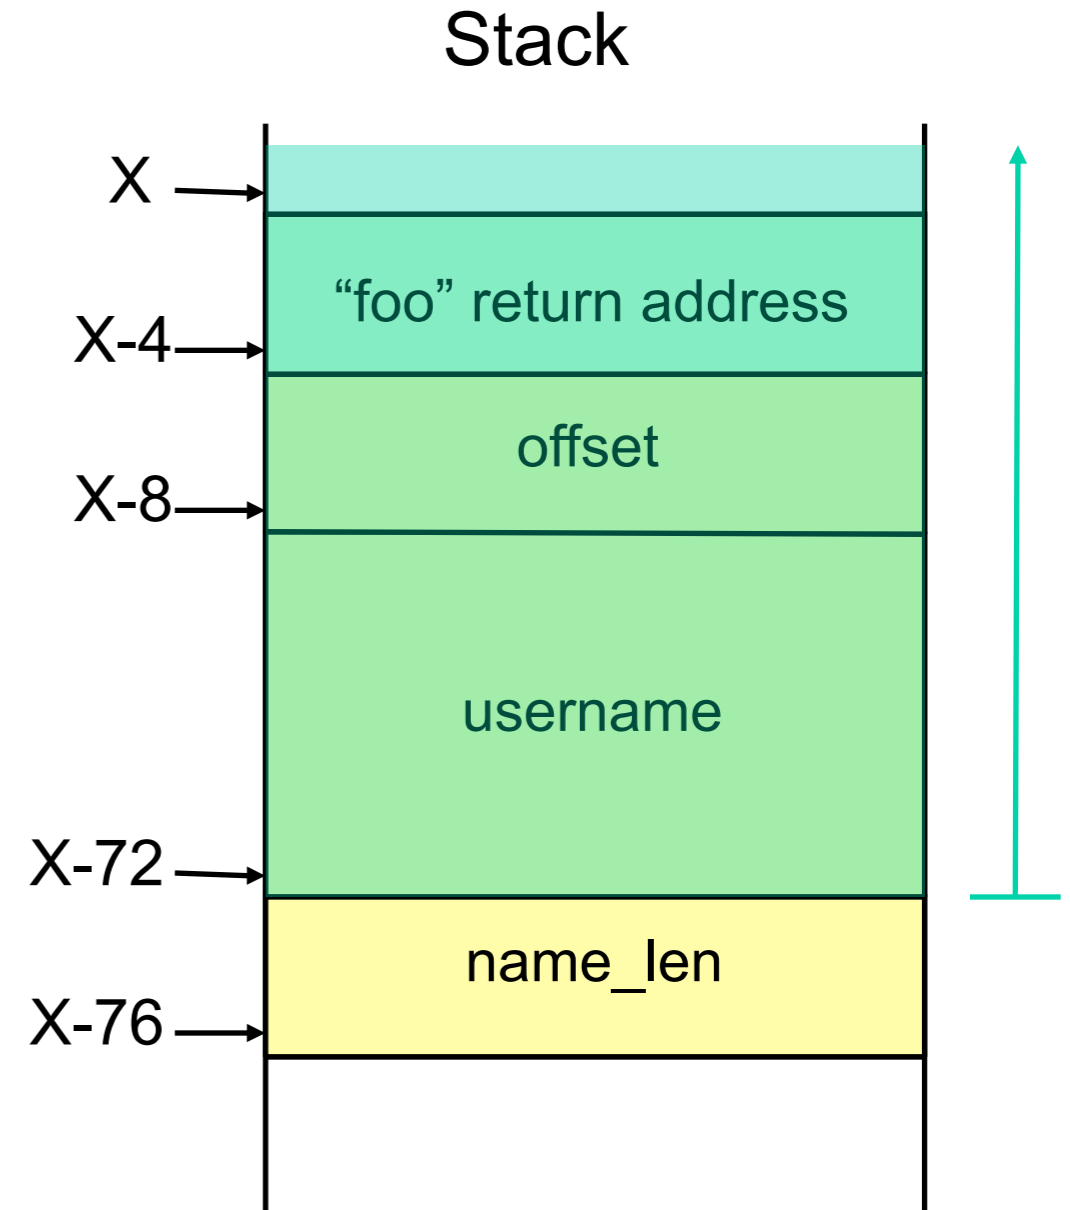 Stack
X
“foo” return address
X-4
offset
X-8
username
X-72
name_len
X-76